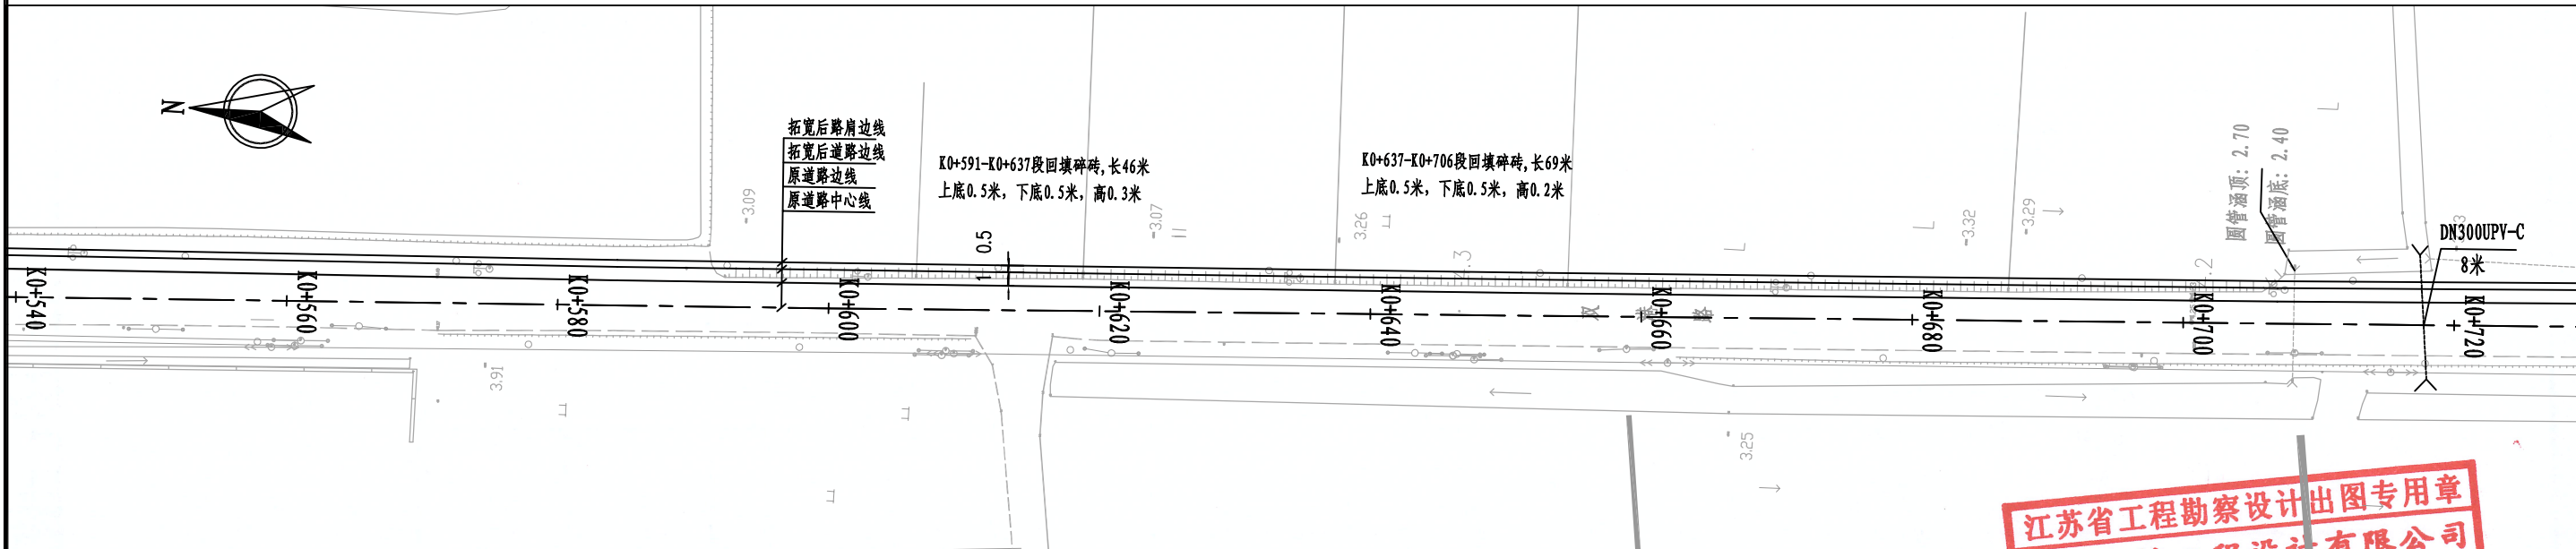 N
拓宽后路肩边线
拓宽后道路边线
原道路边线
原道路中心线
K0+591-K0+637段回填碎砖,长46米
上底0.5米，下底0.5米，高0.3米
K0+637-K0+706段回填碎砖,长69米
上底0.5米，下底0.5米，高0.2米
圆管涵顶: 2.70
圆管涵底: 2.40
DN300UPV-C
8米
3.09
3.07
3.26
3.32
3.29
0.5
1
K0+540
K0+560
K0+580
K0+600
K0+620
K0+640
K0+660
K0+680
K0+700
K0+720
3.91
3.25
江苏省工程勘察设计出图专用章
程设计有限公司